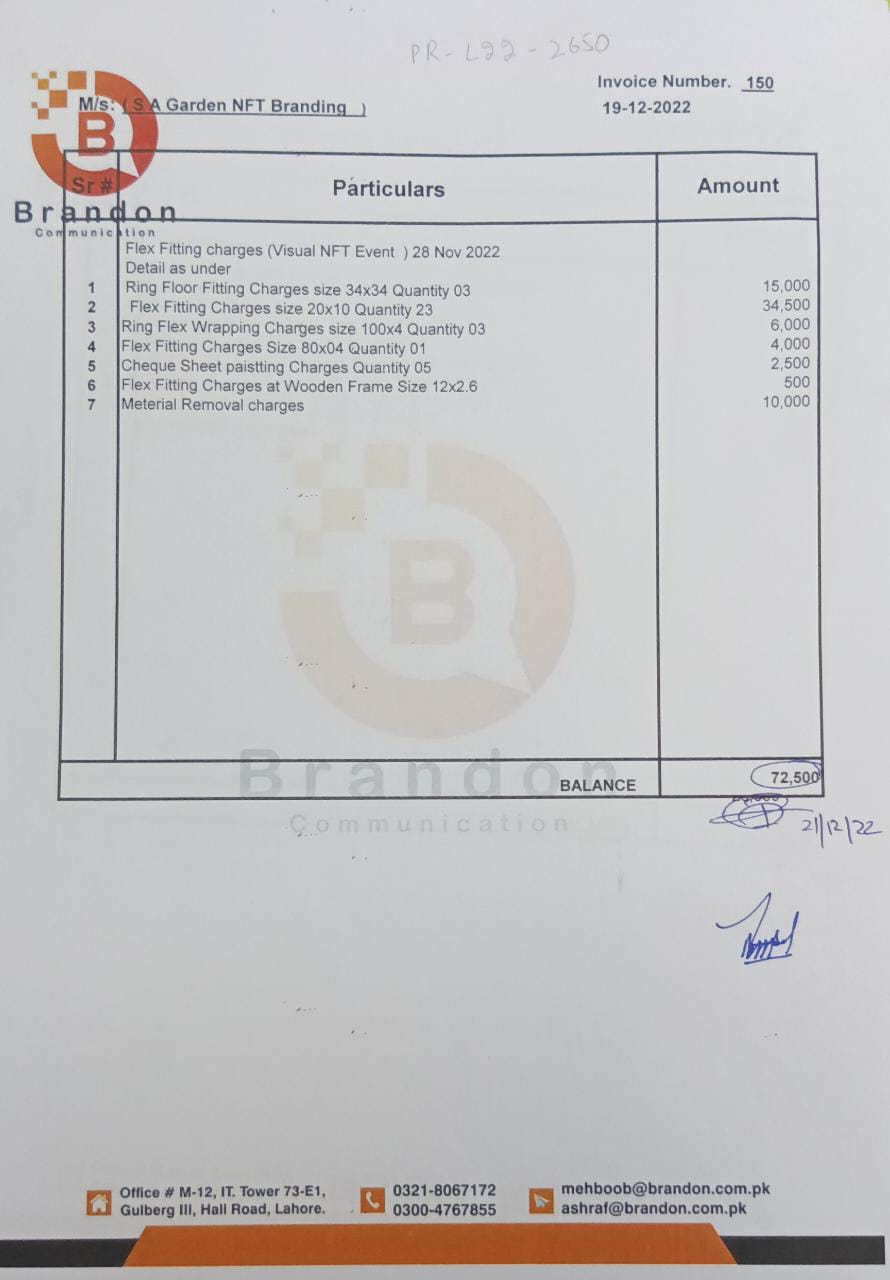 PR-L22-2650
Invoice Number. 150
M/s: ( S A Garden NFT Branding )
19-12-2022
B
Brandon
Communication
Sr # Particulars Amount
Flex Fitting charges (Visual NFT Event ) 28 Nov 2022
Detail as under
1 Ring Floor Fitting Charges size 34x34 Quantity 03 15,000
2 Flex Fitting Charges size 20x10 Quantity 23 34,500
3 Ring Flex Wrapping Charges size 100x4 Quantity 03 6,000
4 Flex Fitting Charges Size 80x04 Quantity 01 4,000
5 Cheque Sheet paistting Charges Quantity 05 2,500
6 Flex Fitting Charges at Wooden Frame Size 12x2.6 500
7 Meterial Removal charges 10,000
B
Brandon
Communication
BALANCE 72,500
21/12/22
Office # M-12, IT. Tower 73-E1,
Gulberg III, Hall Road, Lahore.
0321-8067172
0300-4767855
mehboob@brandon.com.pk
ashraf@brandon.com.pk